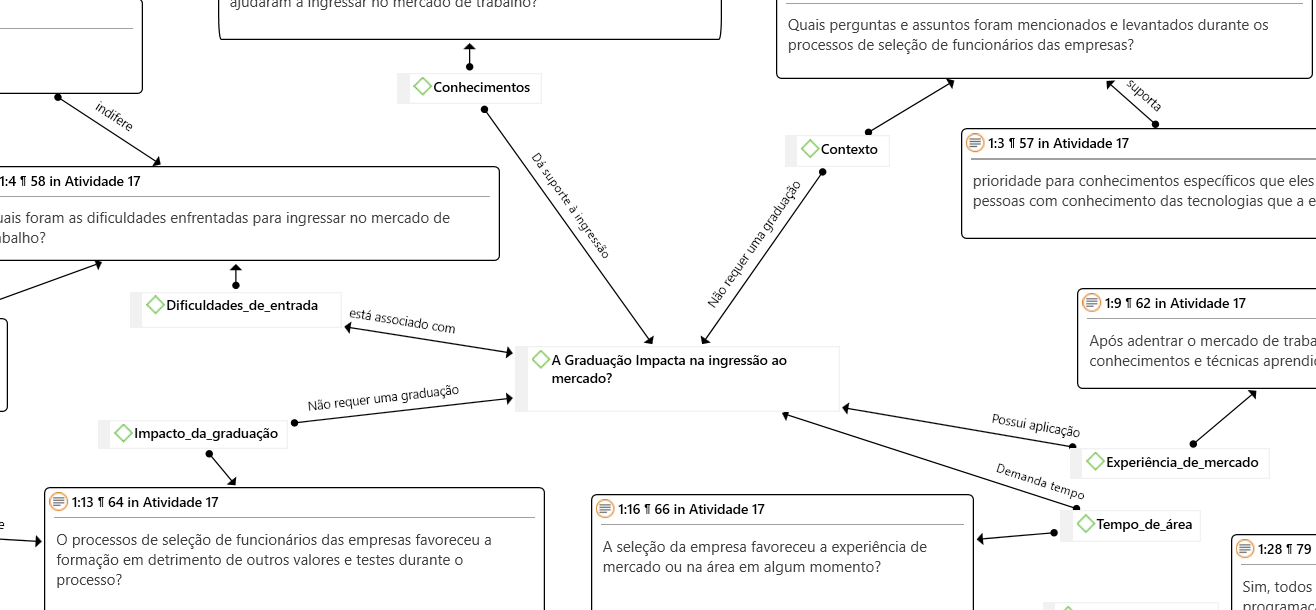 ajudaram a ingressar no mercado de trabalho?
Quais perguntas e assuntos foram mencionados e levantados durante os
processos de seleção de funcionários das empresas?
Conhecimentos
indifere
suporta
Contexto
1:3 ¶ 57 in Atividade 17
prioridade para conhecimentos específicos que eles
pessoas com conhecimento das tecnologias que a e
1:4 ¶ 58 in Atividade 17
uais foram as dificuldades enfrentadas para ingressar no mercado de
abalho?
Dá suporte à ingressão
Não requer uma graduação
Dificuldades_de_entrada
está associado com
1:9 ¶ 62 in Atividade 17
Após adentrar o mercado de traba
conhecimentos e técnicas aprendi
A Graduação Impacta na ingressão ao
mercado?
Não requer uma graduação
Impacto_da_graduação
Possui aplicação
Experiência_de_mercado
Demanda tempo
Tempo_de_área
1:13 ¶ 64 in Atividade 17
O processos de seleção de funcionários das empresas favoreceu a
formação em detrimento de outros valores e testes durante o
processo?
e
1:16 ¶ 66 in Atividade 17
A seleção da empresa favoreceu a experiência de
mercado ou na área em algum momento?
1:28 ¶ 79
Sim, todos
programaç